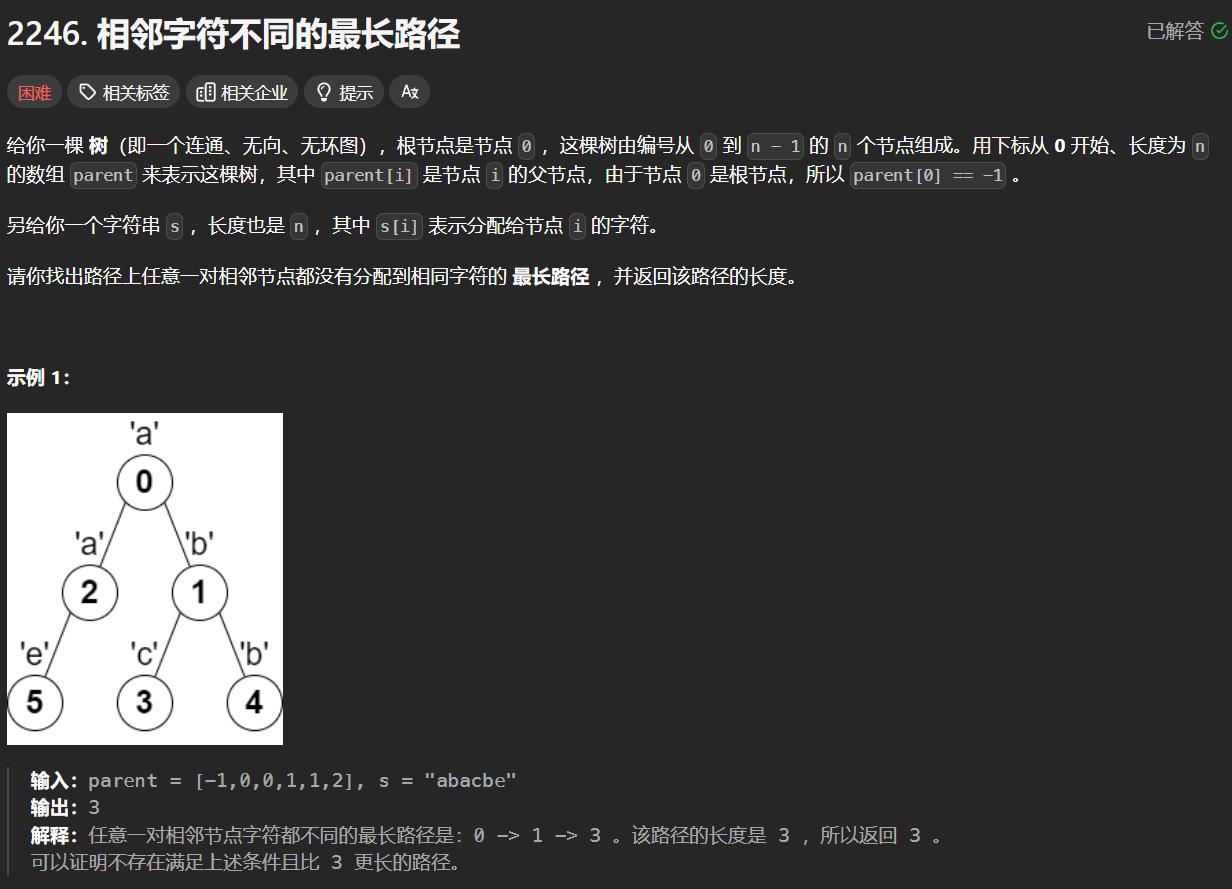 2246. 相邻字符不同的最长路径
已解答
困难 相关标签 相关企业 提示 A文
给你一棵 树（即一个连通、无向、无环图），根节点是节点 0 ，这棵树由编号从 0 到 n - 1 的 n 个节点组成。用下标从 0 开始、长度为 n
的数组 parent 来表示这棵树，其中 parent[i] 是节点 i 的父节点，由于节点 0 是根节点，所以 parent[0] == -1 。
另给你一个字符串 s ，长度也是 n ，其中 s[i] 表示分配给节点 i 的字符。
请你找出路径上任意一对相邻节点都没有分配到相同字符的 最长路径 ，并返回该路径的长度。
示例 1：
'a'
0
'a' 'b'
2 1
'e' 'c' 'b'
5 3 4
输入：parent = [-1,0,0,1,1,2], s = "abacbe"
输出：3
解释：任意一对相邻节点字符都不同的最长路径是：0 -> 1 -> 3 。该路径的长度是 3 ，所以返回 3 。
可以证明不存在满足上述条件且比 3 更长的路径。